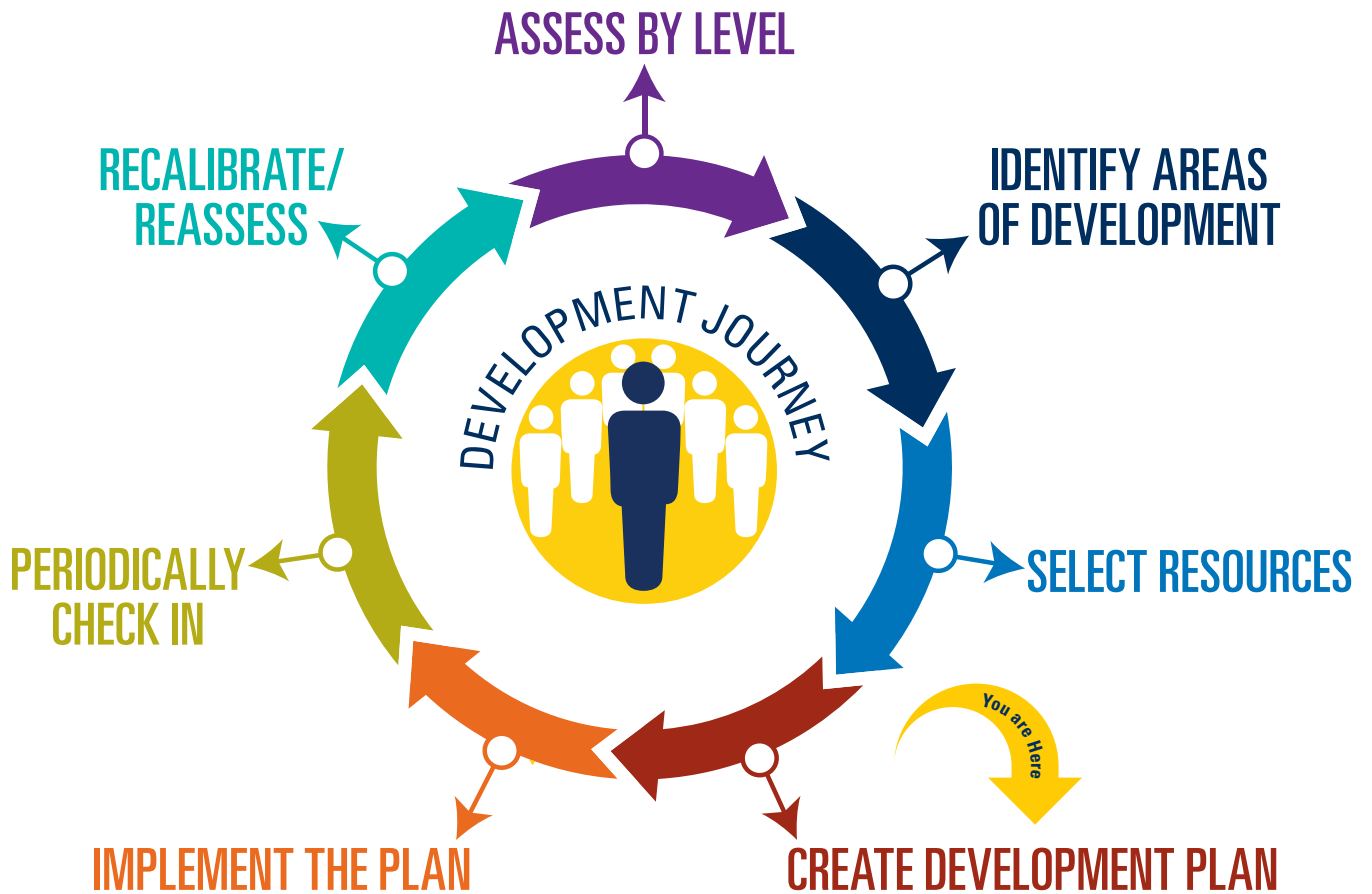 ASSESS BY LEVEL
IDENTIFY AREAS
OF DEVELOPMENT
SELECT RESOURCES
You are Here
CREATE DEVELOPMENT PLAN
IMPLEMENT THE PLAN
PERIODICALLY
CHECK IN
RECALIBRATE/
REASSESS
DEVELOPMENT JOURNEY